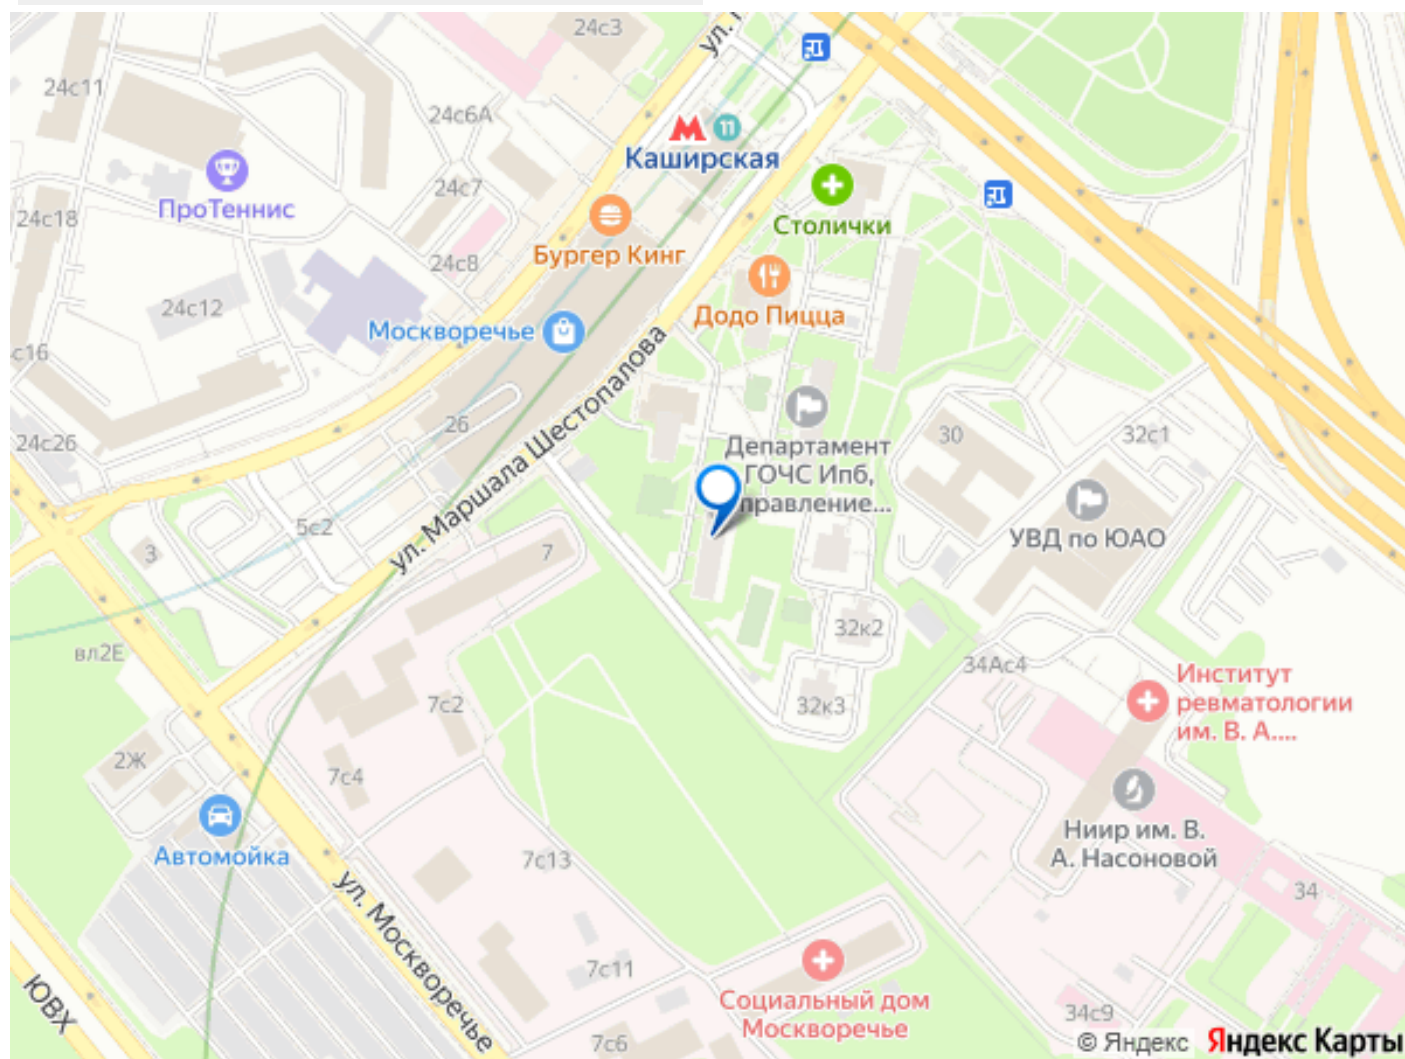 24с3
ул.
24с11
24с6А
11
Каширская
ПроТеннис
24с7
Столички
24с18
Бургер Кинг
24с8
24с12
Додо Пицца
Москворечье
с16
ул. Маршала Шестопалова
26
24с26
30
32с1
Департамент
ГОЧС Ипб,
правление...
УВД по ЮАО
5с2
3
7
32к2
вл2Е
34Ас4
Институт
ревматологии
им. В. А....
7с2
32к3
2Ж
7с4
Ниир им. В.
А. Насоновой
Автомойка
7с13
34
ул. Москворечье
7с11
Социальный дом
Москворечье
ЮВХ
34с9
7с6
© Яндекс Яндекс Карты